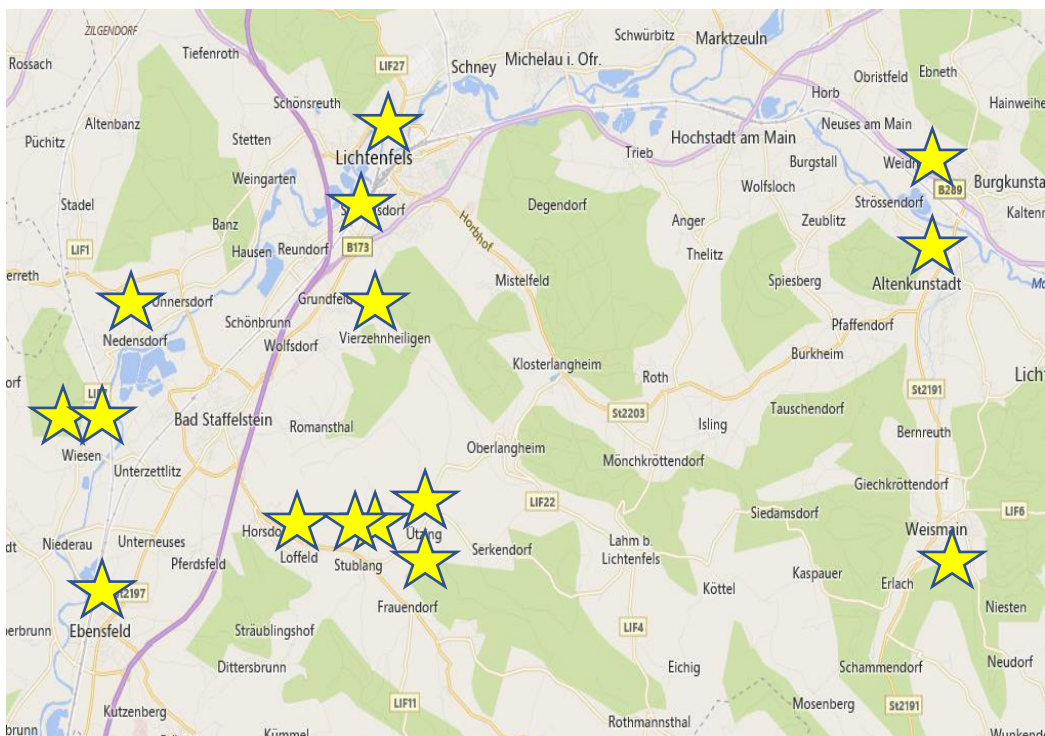 ZILGENDORF
Rossach
Tiefenroth
LIF27
Schney
Michelau i. Ofr.
Schwürbitz
Marktzeuln
Obristfeld
Ebneth
Hainweihe
Schönsreuth
Altenbanz
Püchitz
Stetten
Lichtenfels
Horb
Neuses am Main
Hochstadt am Main
Trieb
Burgstall
Weingarten
Stadel
Wolfsloch
B289
Burgkunsta
Strössendorf
Kaltenr
Degendorf
Horbhof
Banz
Anger
Zeublitz
LIF1
Hausen
Reundorf
B173
Thelitz
Mistelfeld
Spiesberg
Altenkunstadt
Ma
Grundfeld
Nedensdorf
Schönbrunn
Wolfsdorf
Vierzehnheiligen
Pfaffendorf
Burkheim
Klosterlangheim
Roth
St2191
Licht
St2203
Tauschendorf
Bad Staffelstein
Romansthal
Isling
Bernreuth
Wiesen
Unterzettlitz
Oberlangheim
Mönchkröttendorf
Giechkröttendorf
LIF22
Siedamsdorf
LIF6
Weismain
Loffeld
Stublang
Ützing
Niederau
Unterneuses
Pferdsfeld
Serkendorf
Lahm b.
Lichtenfels
Kaspauer
Erlach
Köttel
Niesten
Frauendorf
Ebensfeld
Sträublingshof
LIF4
Dittersbrunn
Eichig
Schammendorf
Neudorf
LIF11
Mosenberg
St2191
Kutzenberg
Rothmannsthal
Kümmel